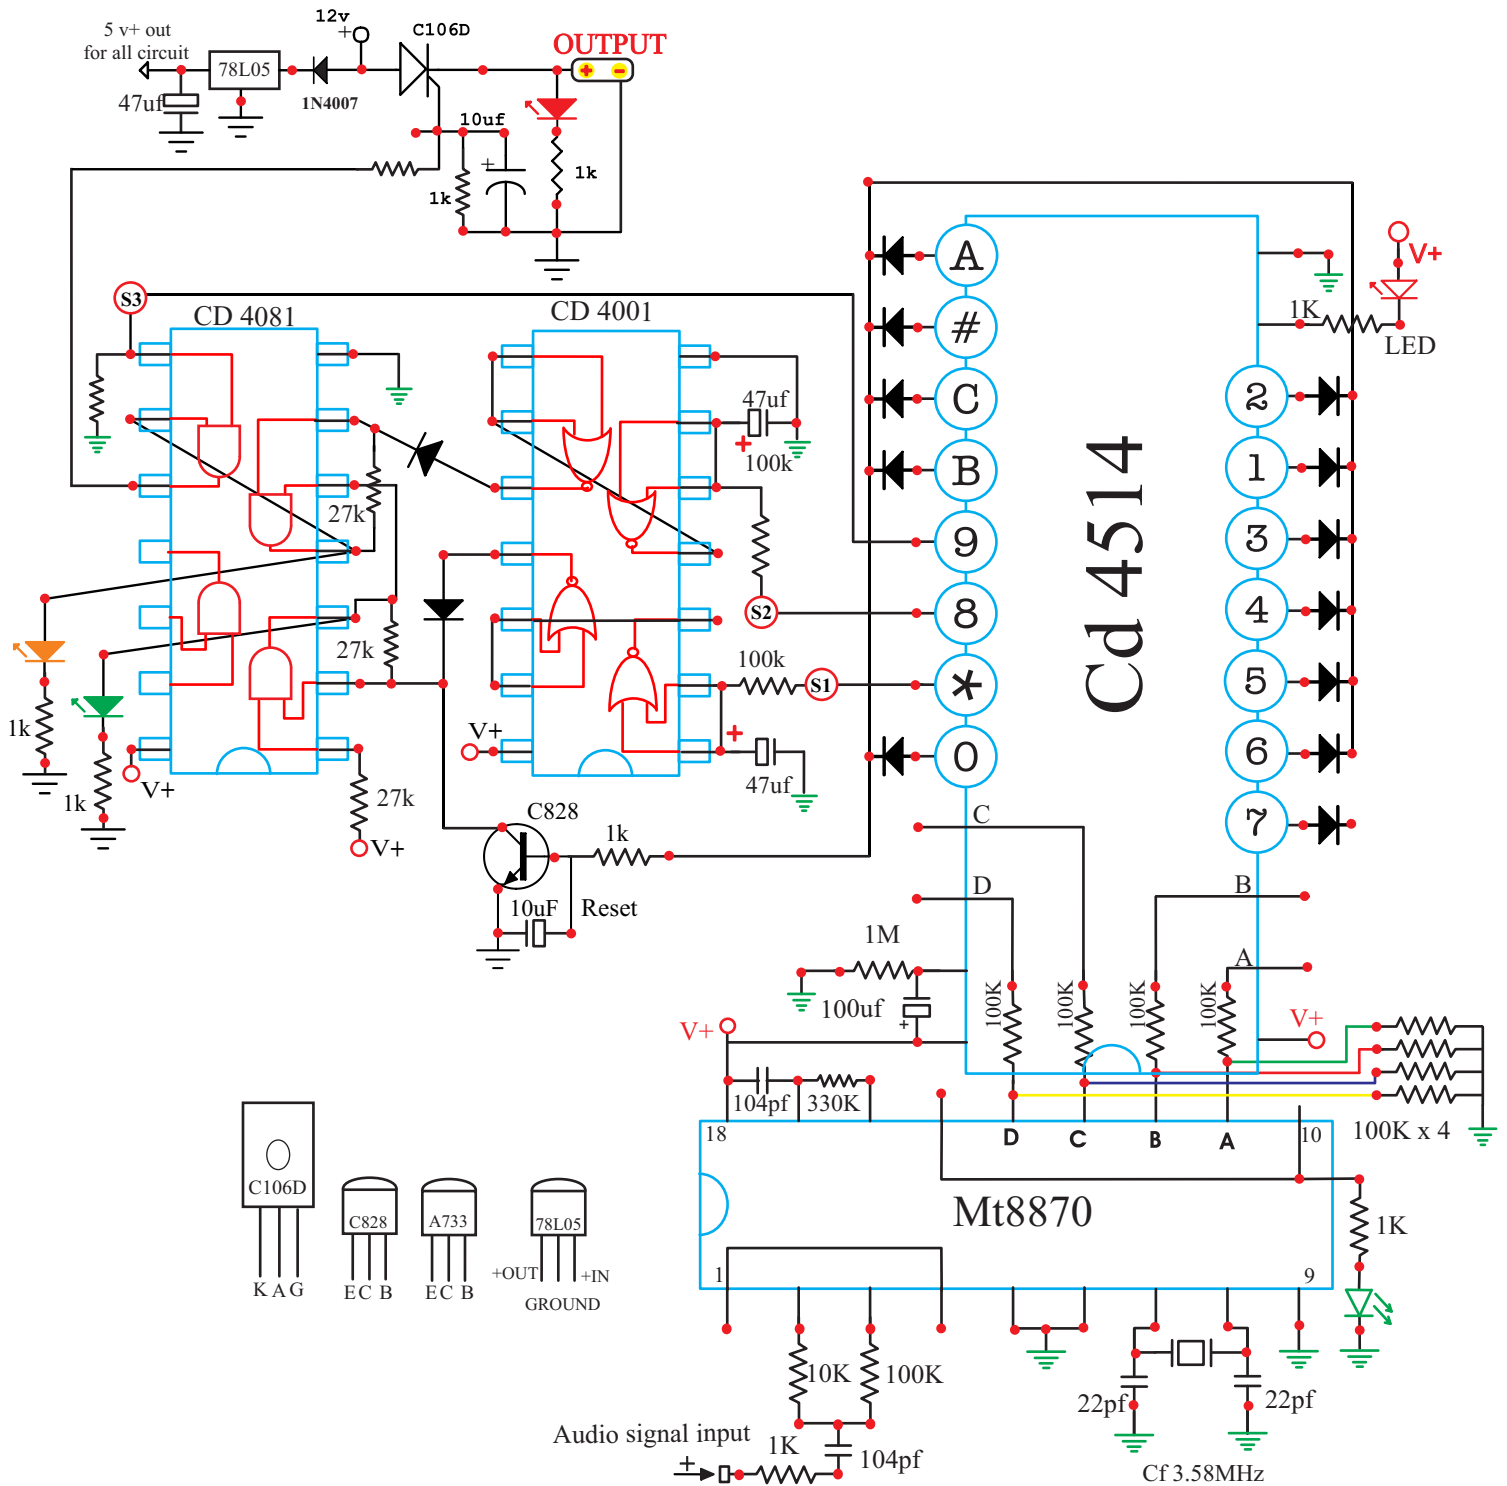 5 v+ out
for all circuit
12v
+
C106D
OUTPUT
+ -
78L05
1N4007
47uf
10uf
+
1k
1k
S3
CD 4081
CD 4001
27k
27k
27k
1k
1k
V+
V+
V+
47uf
+
100k
S2
100k
S1
+
47uf
C828
1k
10uF
Reset
A
#
C
B
9
8
*
0
Cd 4514
2
1
3
4
5
6
7
V+
1K
LED
C
D
B
A
1M
100uf
+
V+
100K
100K
100K
100K
V+
104pf
330K
100K x 4
18
D
C
B
A
10
Mt8870
1
9
1K
10K
100K
22pf
22pf
Cf 3.58MHz
Audio signal input
+
1K
104pf
C106D
K A G
C828
E C B
A733
E C B
78L05
+OUT
+IN
GROUND